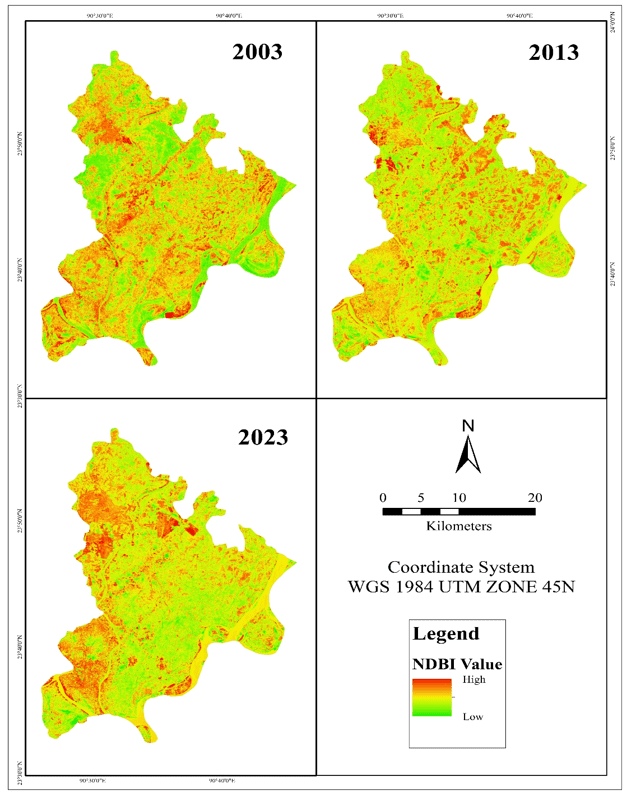 90°30'0"E 90°40'0"E 90°30'0"E 90°40'0"E
24°0'0"N
2003
2013
23°50'0"N
23°50'0"N
23°40'0"N
23°40'0"N
23°30'0"N
2023
N
0 5 10 20
Kilometers
23°50'0"N
Coordinate System
WGS 1984 UTM ZONE 45N
Legend
NDBI Value
High
Low
23°40'0"N
23°30'0"N
90°30'0"E 90°40'0"E